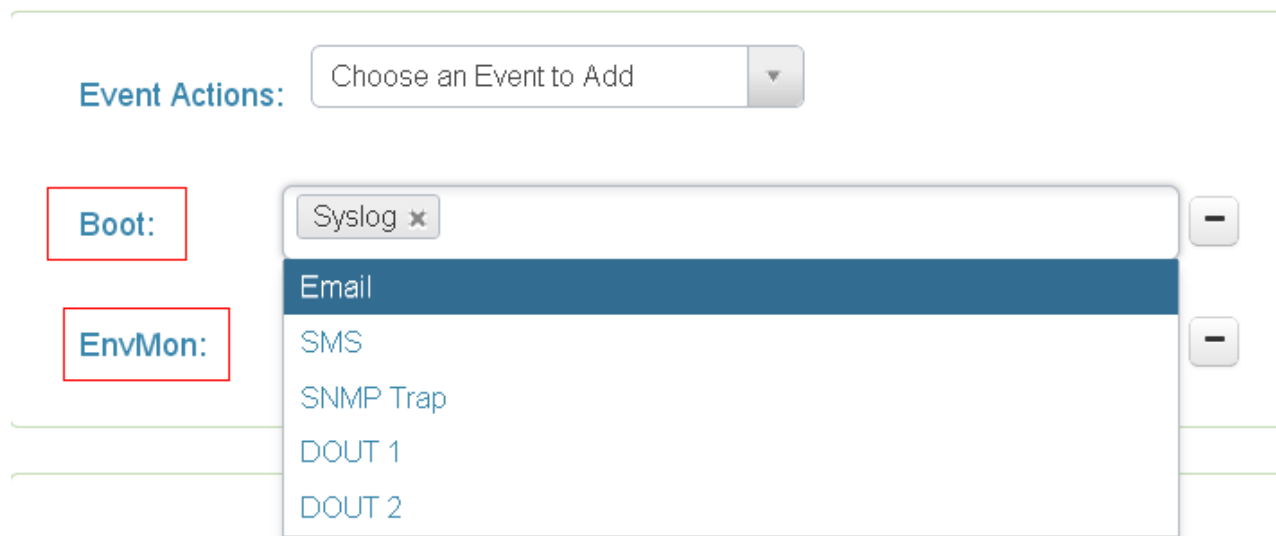 Event Actions: Choose an Event to Add
Boot: Syslog
Email
EnvMon: SMS
SNMP Trap
DOUT 1
DOUT 2